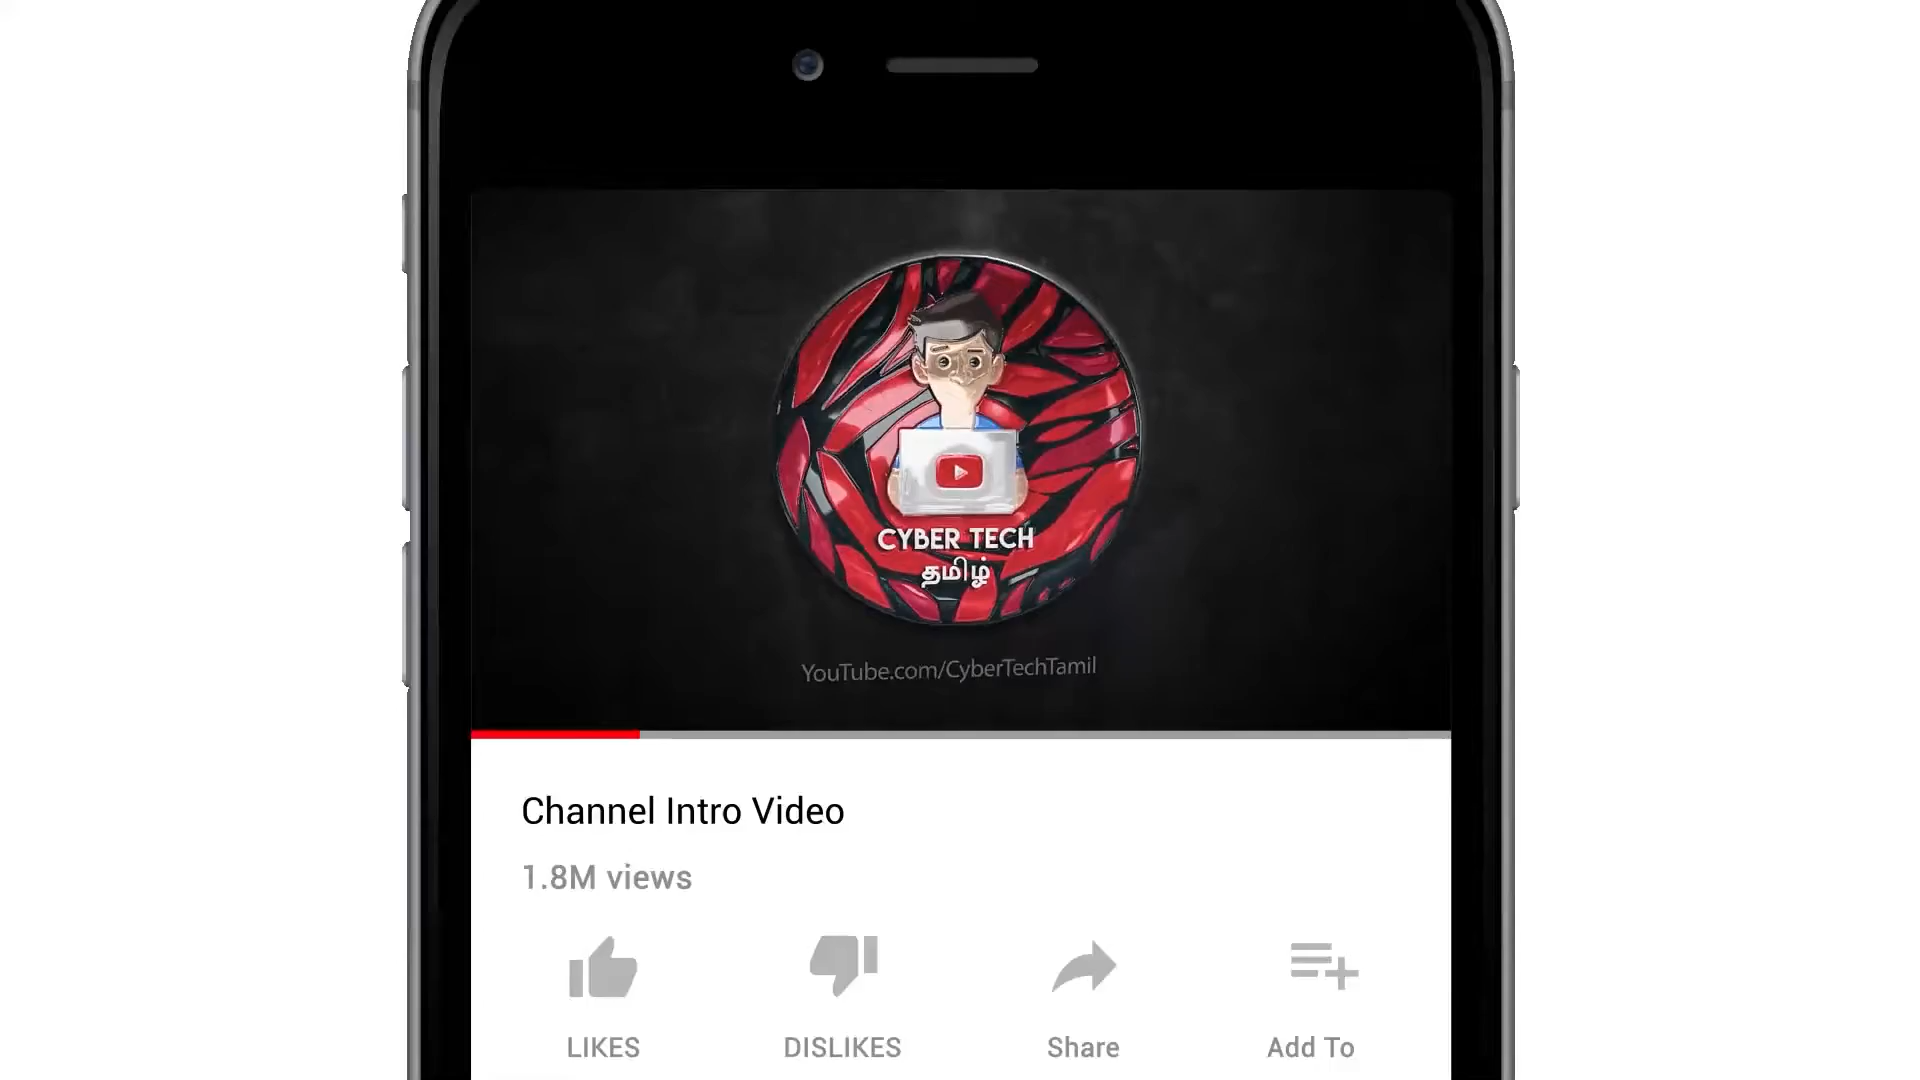 CYBER TECH
தமிழ்
YouTube.com/CyberTechTamil
Channel Intro Video
1.8M views
LIKES DISLIKES Share Add To